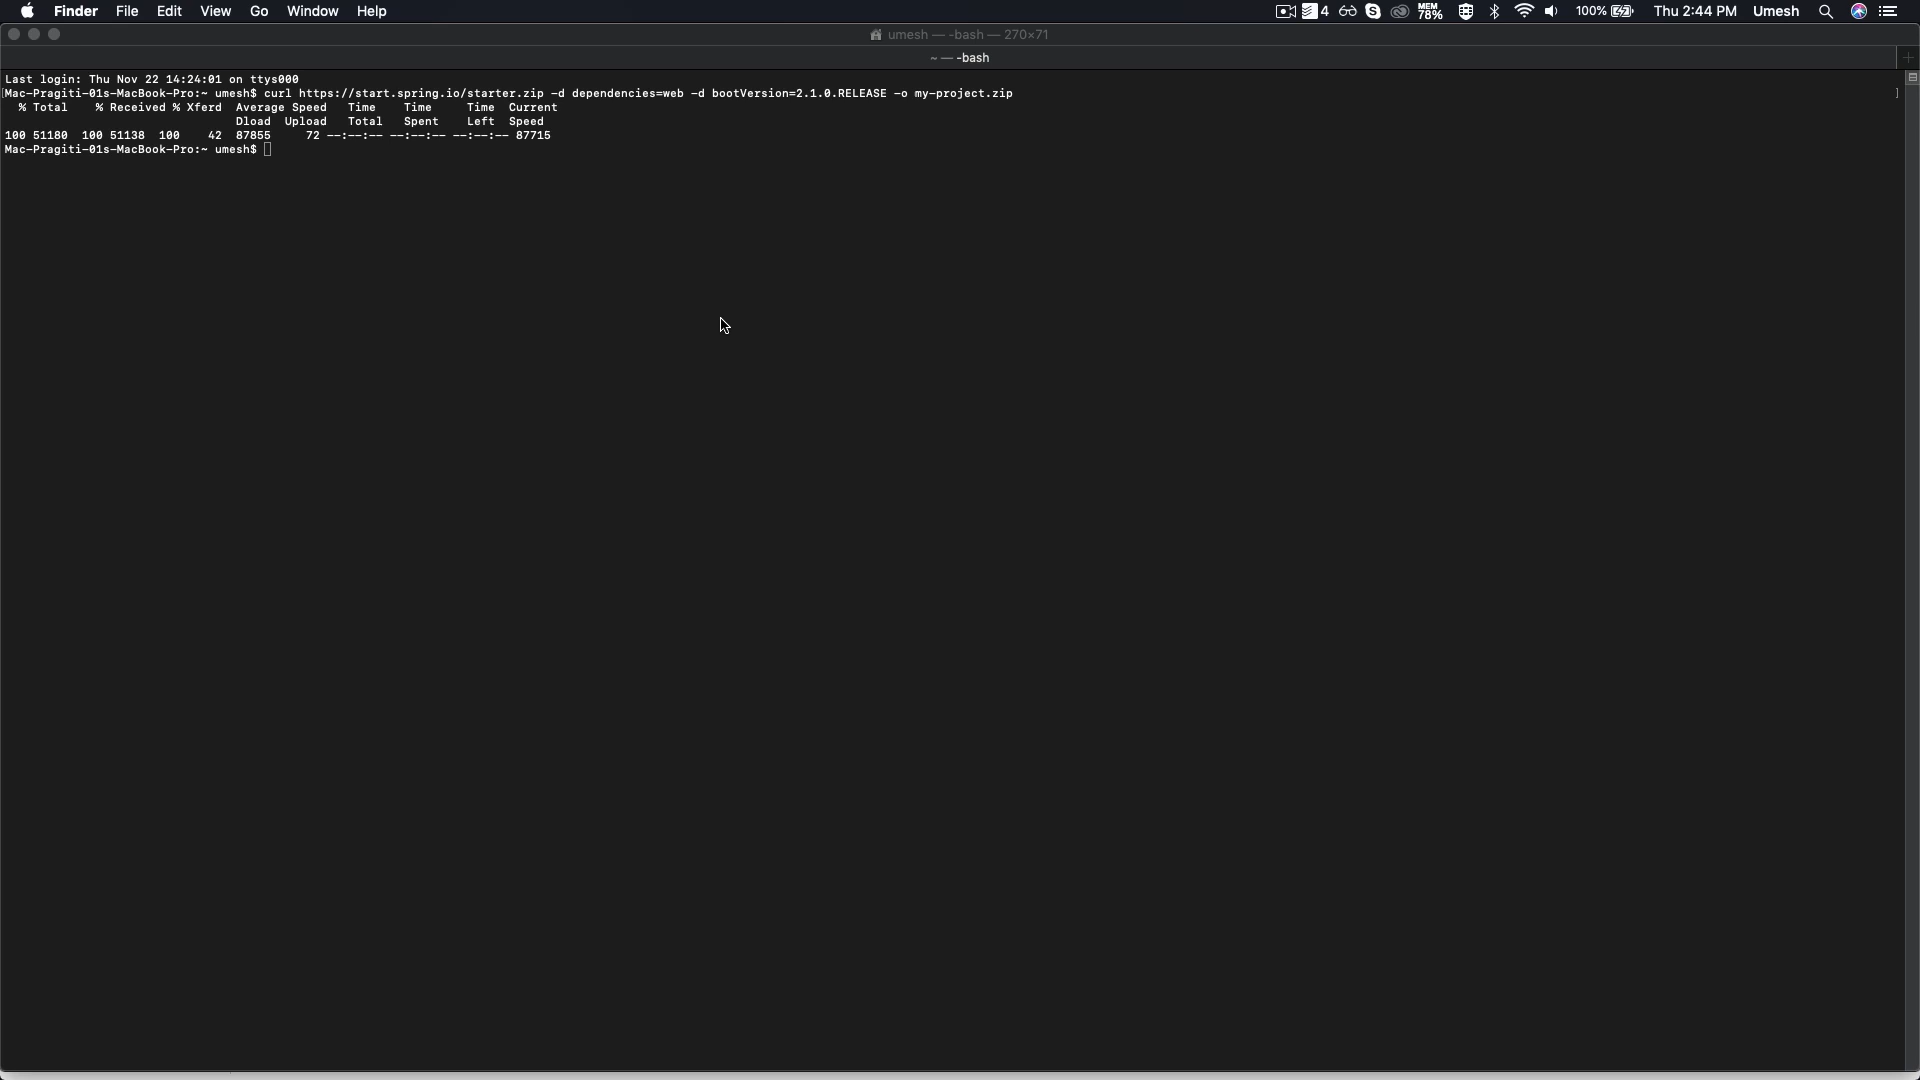 Finder File Edit View Go Window Help 4 MEM 78% 100% Thu 2:44 PM Umesh
umesh — -bash — 270×71
~ — -bash
Last login: Thu Nov 22 14:24:01 on ttys000
[Mac-Pragiti-01s-MacBook-Pro:~ umesh$ curl https://start.spring.io/starter.zip -d dependencies=web -d bootVersion=2.1.0.RELEASE -o my-project.zip ]
% Total % Received % Xferd Average Speed Time Time Time Current
Dload Upload Total Spent Left Speed
100 51180 100 51138 100 42 87855 72 --:--:-- --:--:-- --:--:-- 87715
Mac-Pragiti-01s-MacBook-Pro:~ umesh$